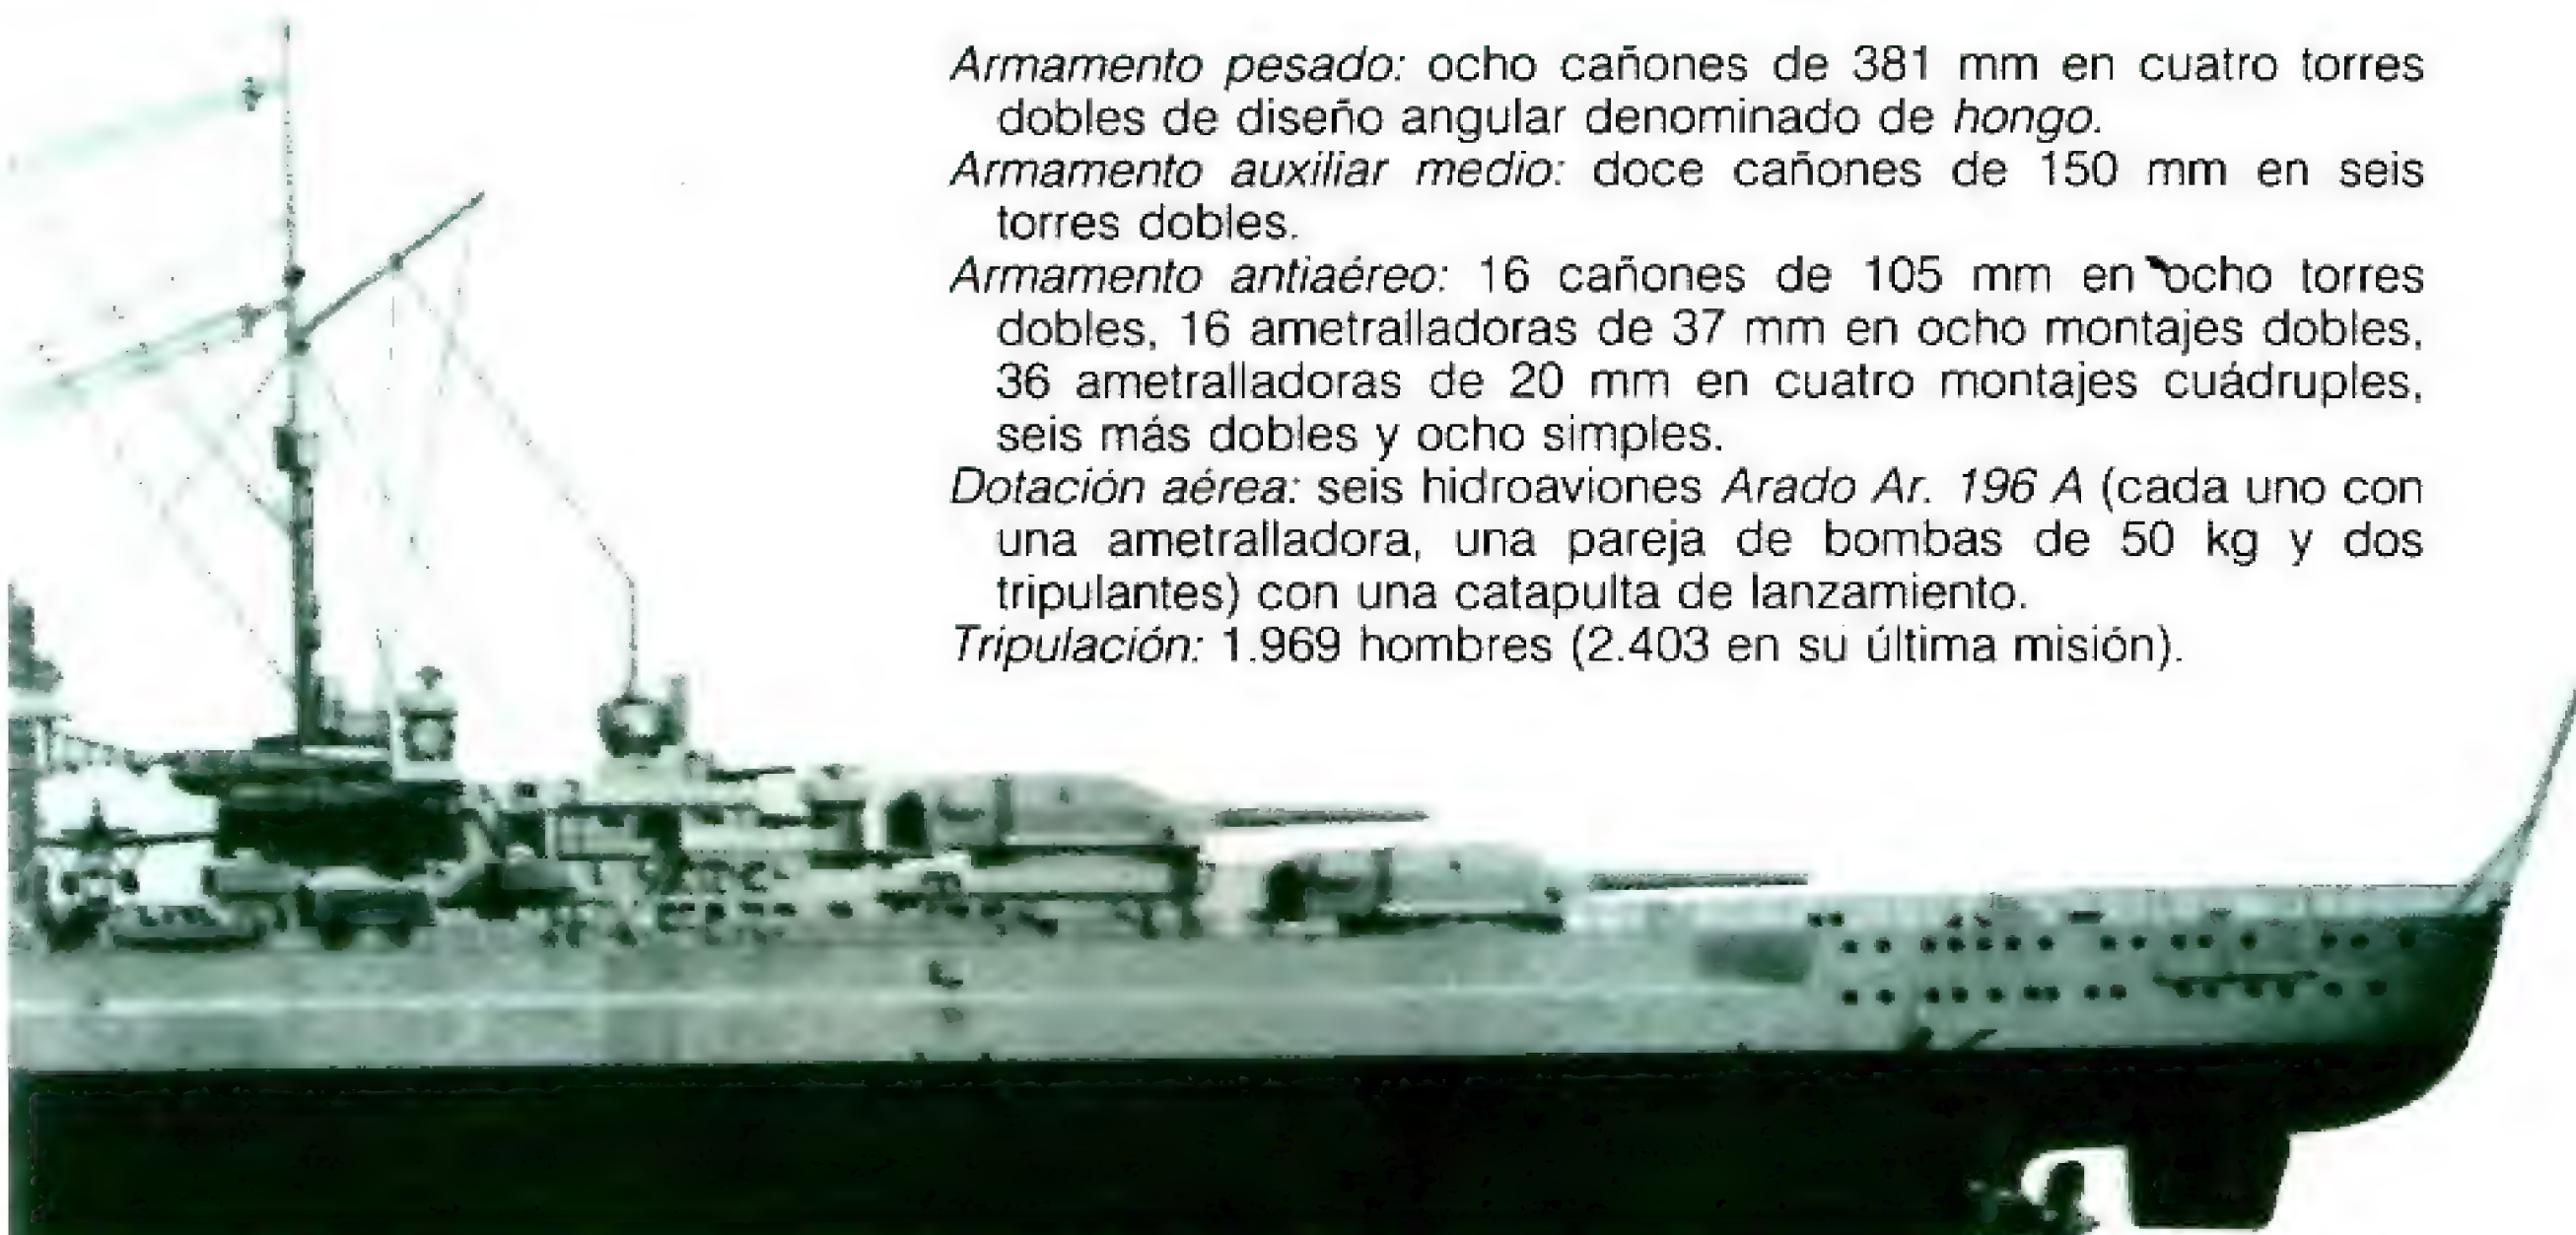 Armamento pesado: ocho cañones de 381 mm en cuatro torres
dobles de diseño angular denominado de hongo.
Armamento auxiliar medio: doce cañones de 150 mm en seis
torres dobles.
Armamento antiaéreo: 16 cañones de 105 mm en ocho torres
dobles, 16 ametralladoras de 37 mm en ocho montajes dobles,
36 ametralladoras de 20 mm en cuatro montajes cuádruples,
seis más dobles y ocho simples.
Dotación aérea: seis hidroaviones Arado Ar. 196 A (cada uno con
una ametralladora, una pareja de bombas de 50 kg y dos
tripulantes) con una catapulta de lanzamiento.
Tripulación: 1.969 hombres (2.403 en su última misión).